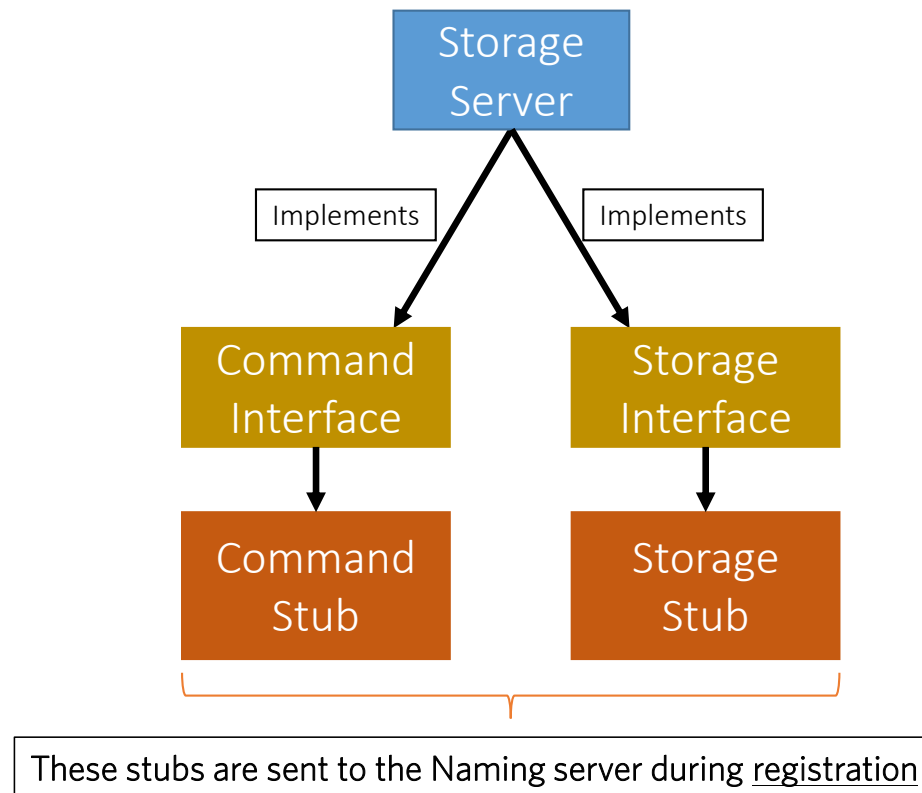 Storage
Server
Implements
Implements
Command
Interface
Storage
Interface
Command
Stub
Storage
Stub
These stubs are sent to the Naming server during registration